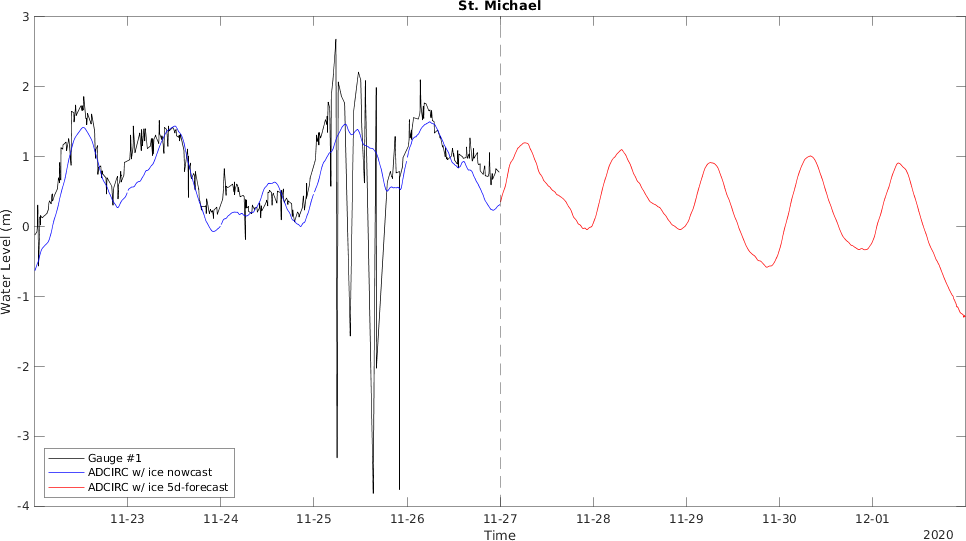 St. Michael
3
2
1
0
-1
-2
-3
-4
Water Level (m)
Gauge #1
ADCIRC w/ ice nowcast
ADCIRC w/ ice 5d-forecast
11-23 11-24 11-25 11-26 11-27 11-28 11-29 11-30 12-01
Time
2020